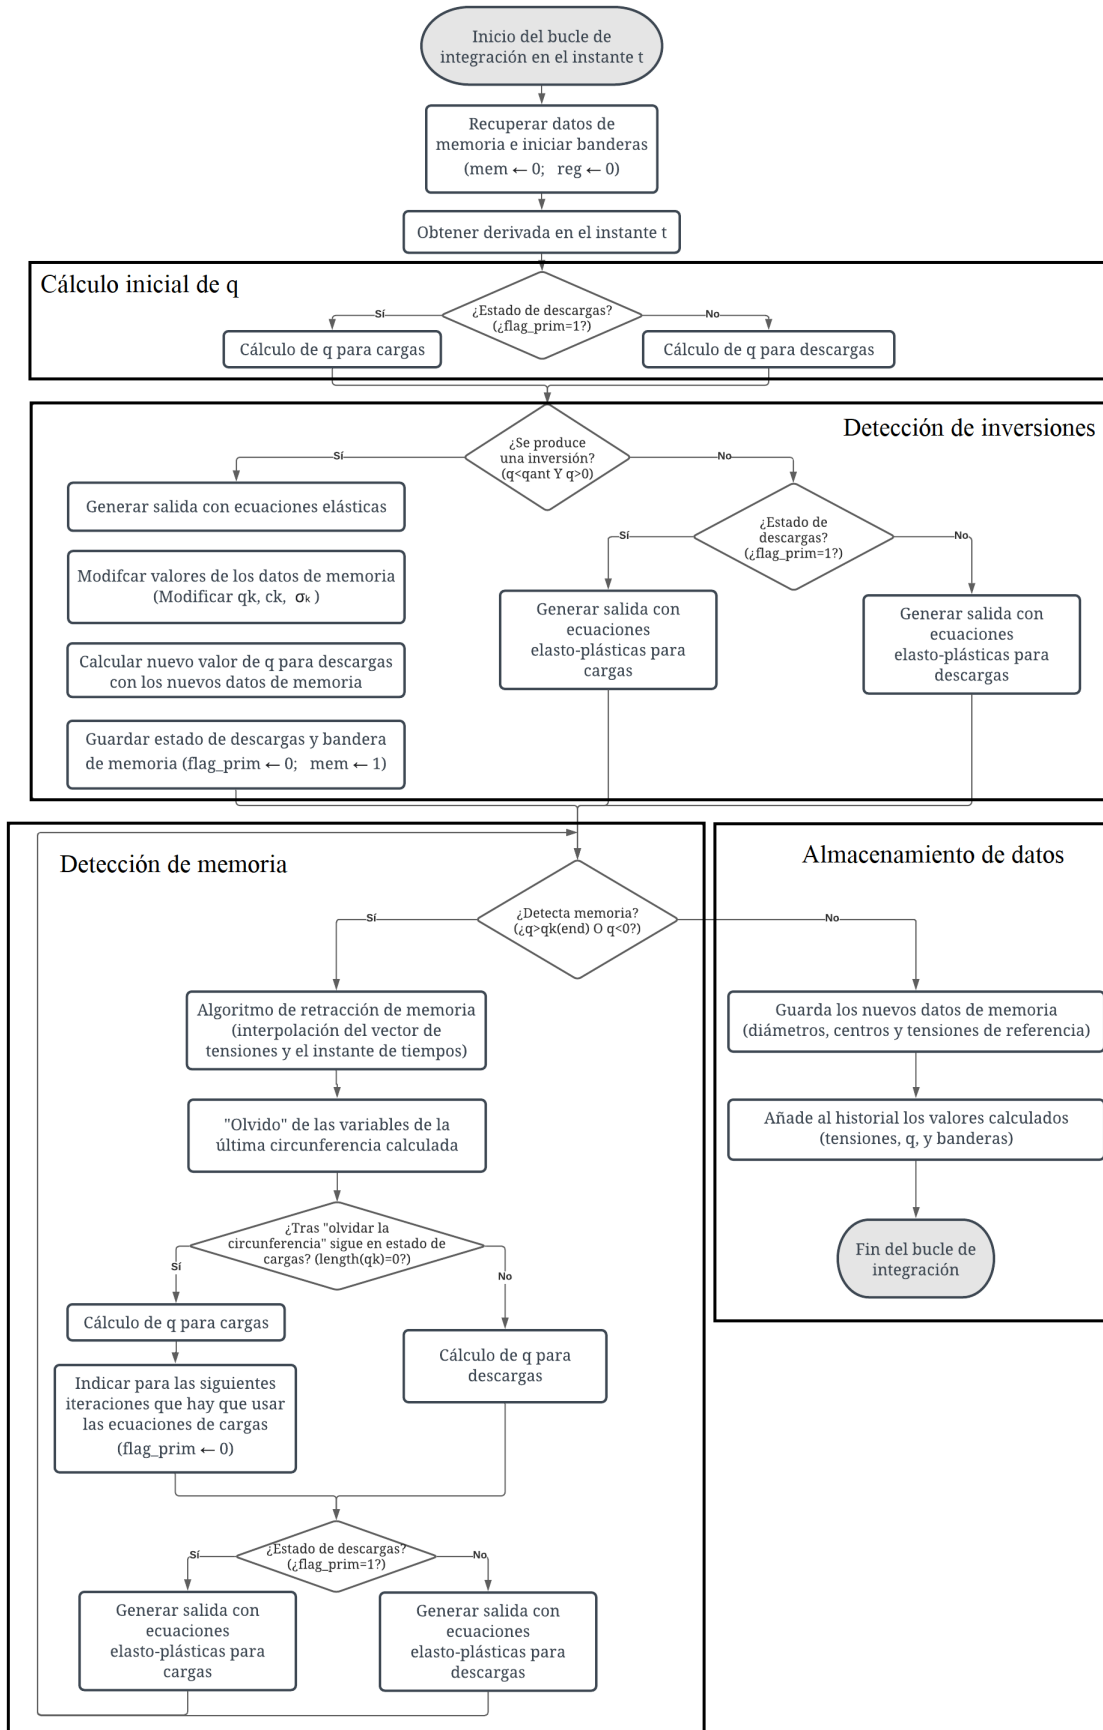 Inicio del bucle de
integración en el instante t
Recuperar datos de
memoria e iniciar banderas
(mem ← 0;   reg ← 0)
Obtener derivada en el instante t
Cálculo inicial de q
¿Estado de descargas?
(¿flag_prim=1?)
Sí
No
Cálculo de q para cargas
Cálculo de q para descargas
Detección de inversiones
¿Se produce
una inversión?
(q<qant Y q>0)
Sí
No
Generar salida con ecuaciones elásticas
Modifcar valores de los datos de memoria
(Modificar qk, ck, σₖ )
Calcular nuevo valor de q para descargas
con los nuevos datos de memoria
Guardar estado de descargas y bandera
de memoria (flag_prim ← 0;   mem ← 1)
¿Estado de
descargas?
(¿flag_prim=1?)
Sí
No
Generar salida con
ecuaciones
elasto-plásticas para
cargas
Generar salida con
ecuaciones
elasto-plásticas para
descargas
Detección de memoria
¿Detecta memoria?
(¿q>qk(end) O q<0?)
Sí
No
Algoritmo de retracción de memoria
(interpolación del vector de
tensiones y el instante de tiempos)
"Olvido" de las variables de la
última circunferencia calculada
¿Tras "olvidar la
circunferencia" sigue en estado de
cargas? (length(qk)=0?)
Sí
No
Cálculo de q para cargas
Indicar para las siguientes
iteraciones que hay que usar
las ecuaciones de cargas
(flag_prim ← 0)
Cálculo de q para
descargas
¿Estado de descargas?
(¿flag_prim=1?)
Sí
No
Generar salida con
ecuaciones
elasto-plásticas para
cargas
Generar salida con
ecuaciones
elasto-plásticas para
descargas
Almacenamiento de datos
Guarda los nuevos datos de memoria
(diámetros, centros y tensiones de referencia)
Añade al historial los valores calculados
(tensiones, q, y banderas)
Fin del bucle de
integración